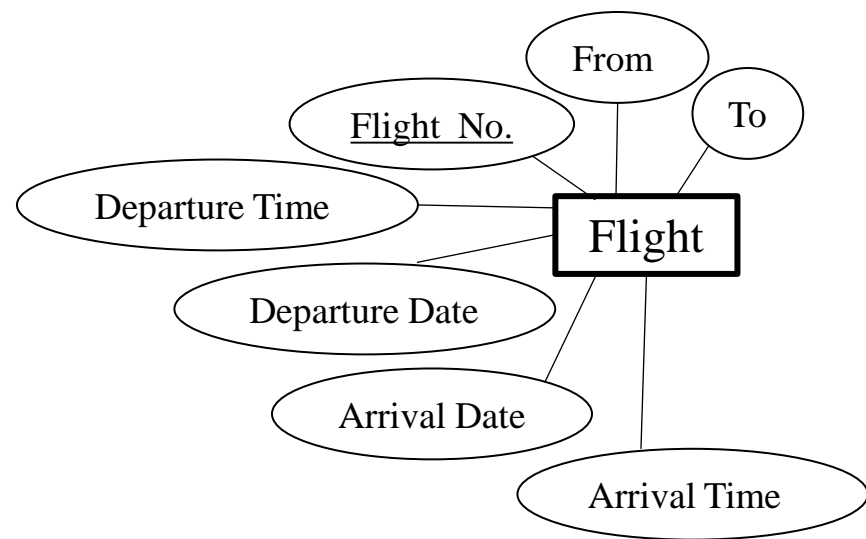 From
To
Flight No.
Departure Time
Flight
Departure Date
Arrival Date
Arrival Time